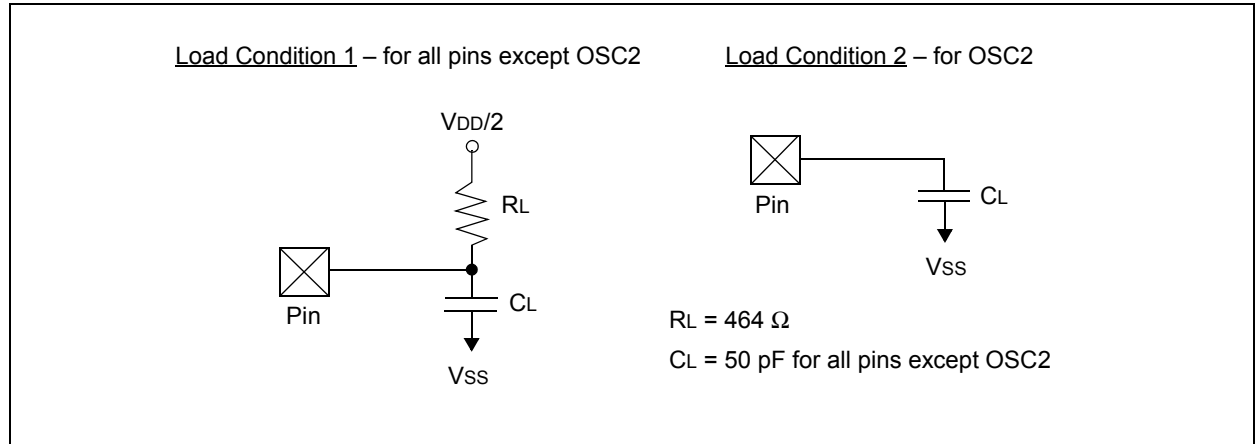 Load Condition 1 – for all pins except OSC2
Load Condition 2 – for OSC2
VDD/2
RL
Pin
CL
VSS
Pin
CL
VSS
RL = 464 Ω
CL = 50 pF for all pins except OSC2